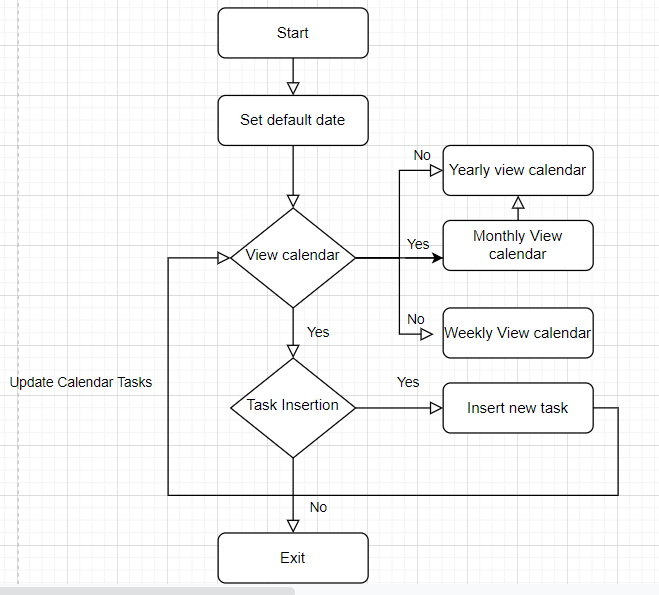 Start
Set default date
No
Yearly view calendar
Monthly View
calendar
Yes
View calendar
No
Weekly View calendar
Yes
Update Calendar Tasks
Yes
Task Insertion
Insert new task
No
Exit